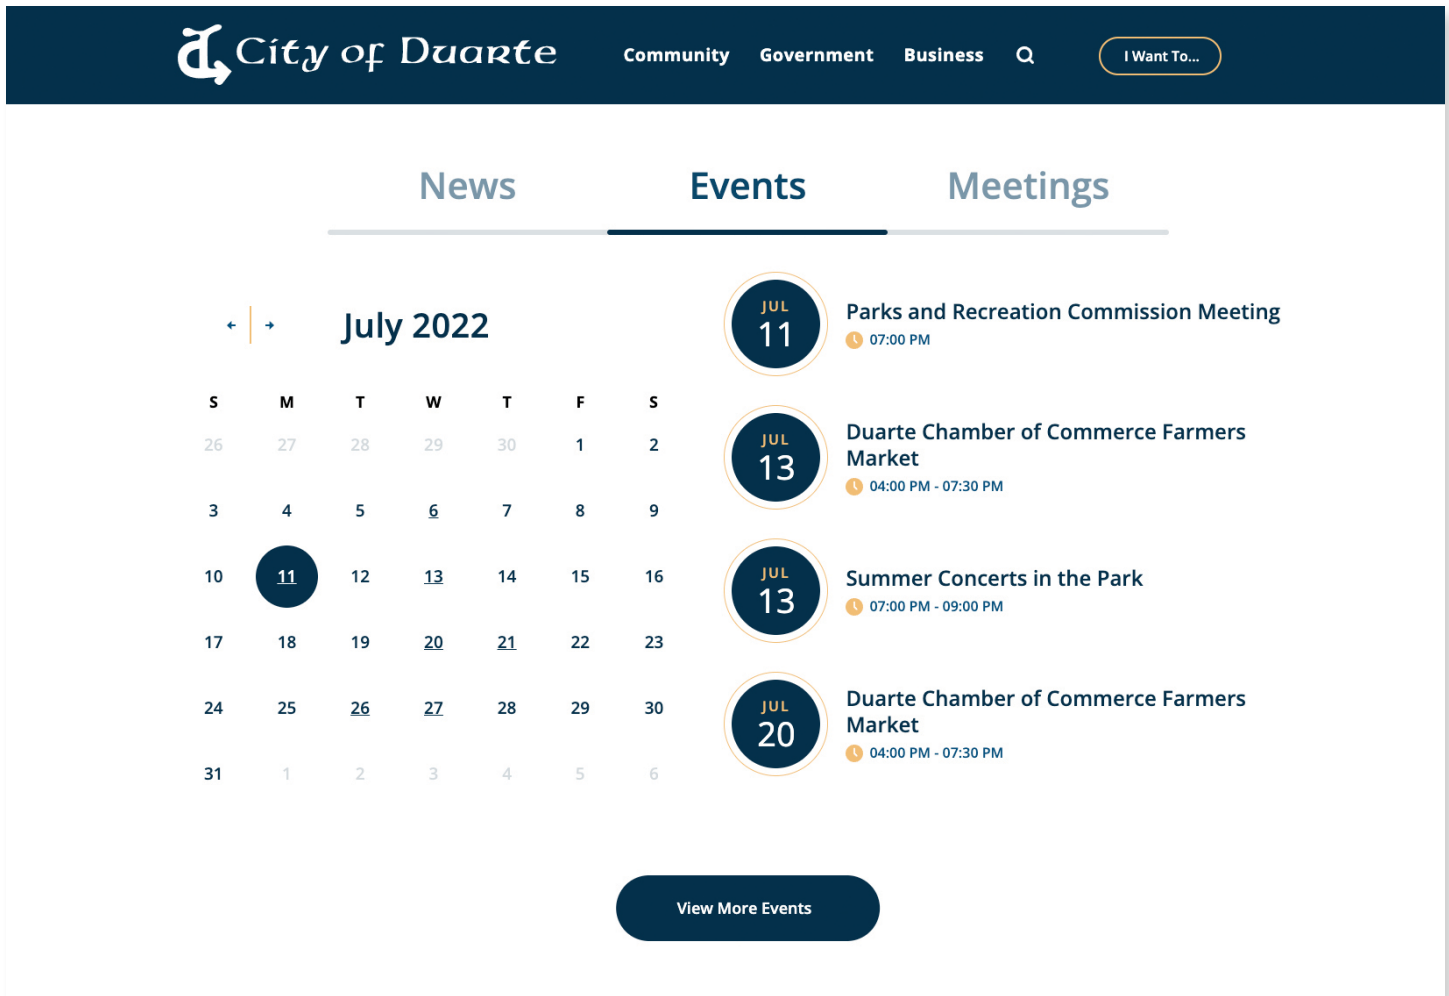 City of Duarte
Community Government Business
I Want To...
News Events Meetings
July 2022
S M T W T F S
26 27 28 29 30 1 2
3 4 5 6 7 8 9
10 11 12 13 14 15 16
17 18 19 20 21 22 23
24 25 26 27 28 29 30
31 1 2 3 4 5 6
JUL
11
Parks and Recreation Commission Meeting
07:00 PM
JUL
13
Duarte Chamber of Commerce Farmers
Market
04:00 PM - 07:30 PM
JUL
13
Summer Concerts in the Park
07:00 PM - 09:00 PM
JUL
20
Duarte Chamber of Commerce Farmers
Market
04:00 PM - 07:30 PM
View More Events